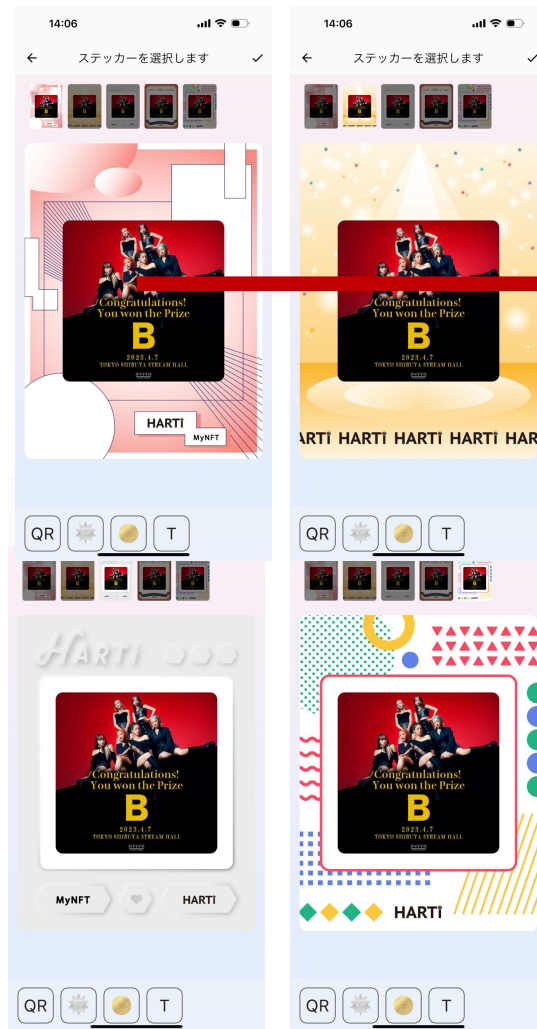 14:06
ステッカーを選択します
Congratulations!
You won the Prize
B
2023.4.7
TOKYO SHIBUYA STREAM HALL
HARTi
MyNFT
QR
T
14:06
ステッカーを選択します
Congratulations!
You won the Prize
B
2023.4.7
TOKYO SHIBUYA STREAM HALL
ARTi HARTi HARTi HARTi HAR
QR
T
HARTi
Congratulations!
You won the Prize
B
2023.4.7
TOKYO SHIBUYA STREAM HALL
MyNFT
HARTi
QR
T
Congratulations!
You won the Prize
B
2023.4.7
TOKYO SHIBUYA STREAM HALL
HARTi
QR
T